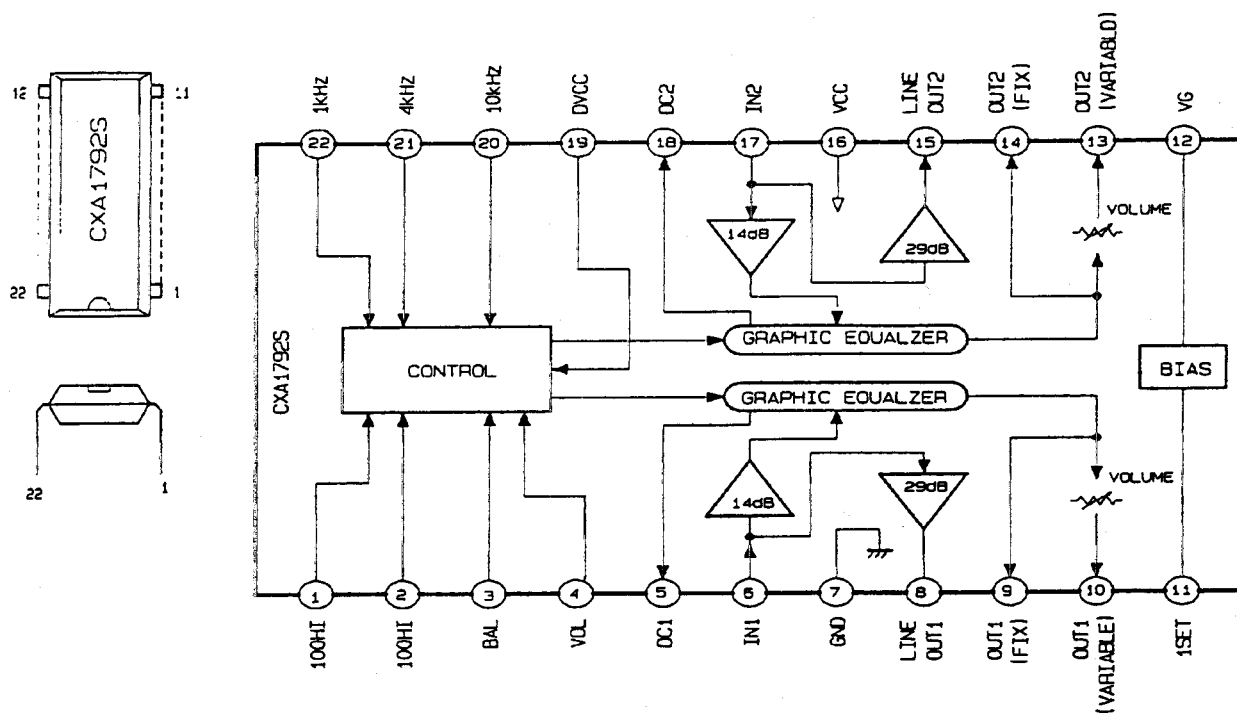 12
11
CXA1792S
22
1
22
1
1kHz
4kHz
10kHz
DVCC
DC2
IN2
VCC
LINE
OUT2
OUT2
(FIX)
OUT2
(VARIABLD)
VG
22
21
20
19
18
17
16
15
14
13
12
CXA1792S
14dB
29dB
VOLUME
CONTROL
GRAPHIC EQUALZER
GRAPHIC EQUALZER
BIAS
14dB
29dB
VOLUME
1
2
3
4
5
6
7
8
9
10
11
100HI
100HI
BAL
VOL
DC1
IN1
GND
LINE
OUT1
OUT1
(FIX)
OUT1
(VARIABLE)
1SET